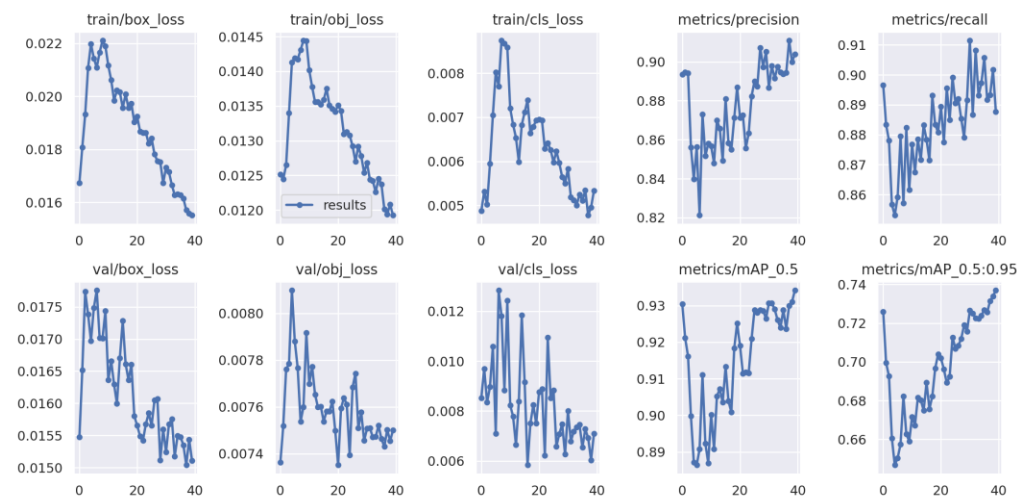 train/box_loss
0.022
0.020
0.018
0.016
0 20 40
train/obj_loss
0.0145
0.0140
0.0135
0.0130
0.0125
0.0120
results
0 20 40
train/cls_loss
0.008
0.007
0.006
0.005
0 20 40
metrics/precision
0.90
0.88
0.86
0.84
0.82
0 20 40
metrics/recall
0.91
0.90
0.89
0.88
0.87
0.86
0 20 40
val/box_loss
0.0175
0.0170
0.0165
0.0160
0.0155
0.0150
0 20 40
val/obj_loss
0.0080
0.0078
0.0076
0.0074
0 20 40
val/cls_loss
0.012
0.010
0.008
0.006
0 20 40
metrics/mAP_0.5
0.93
0.92
0.91
0.90
0.89
0 20 40
metrics/mAP_0.5:0.95
0.74
0.72
0.70
0.68
0.66
0 20 40